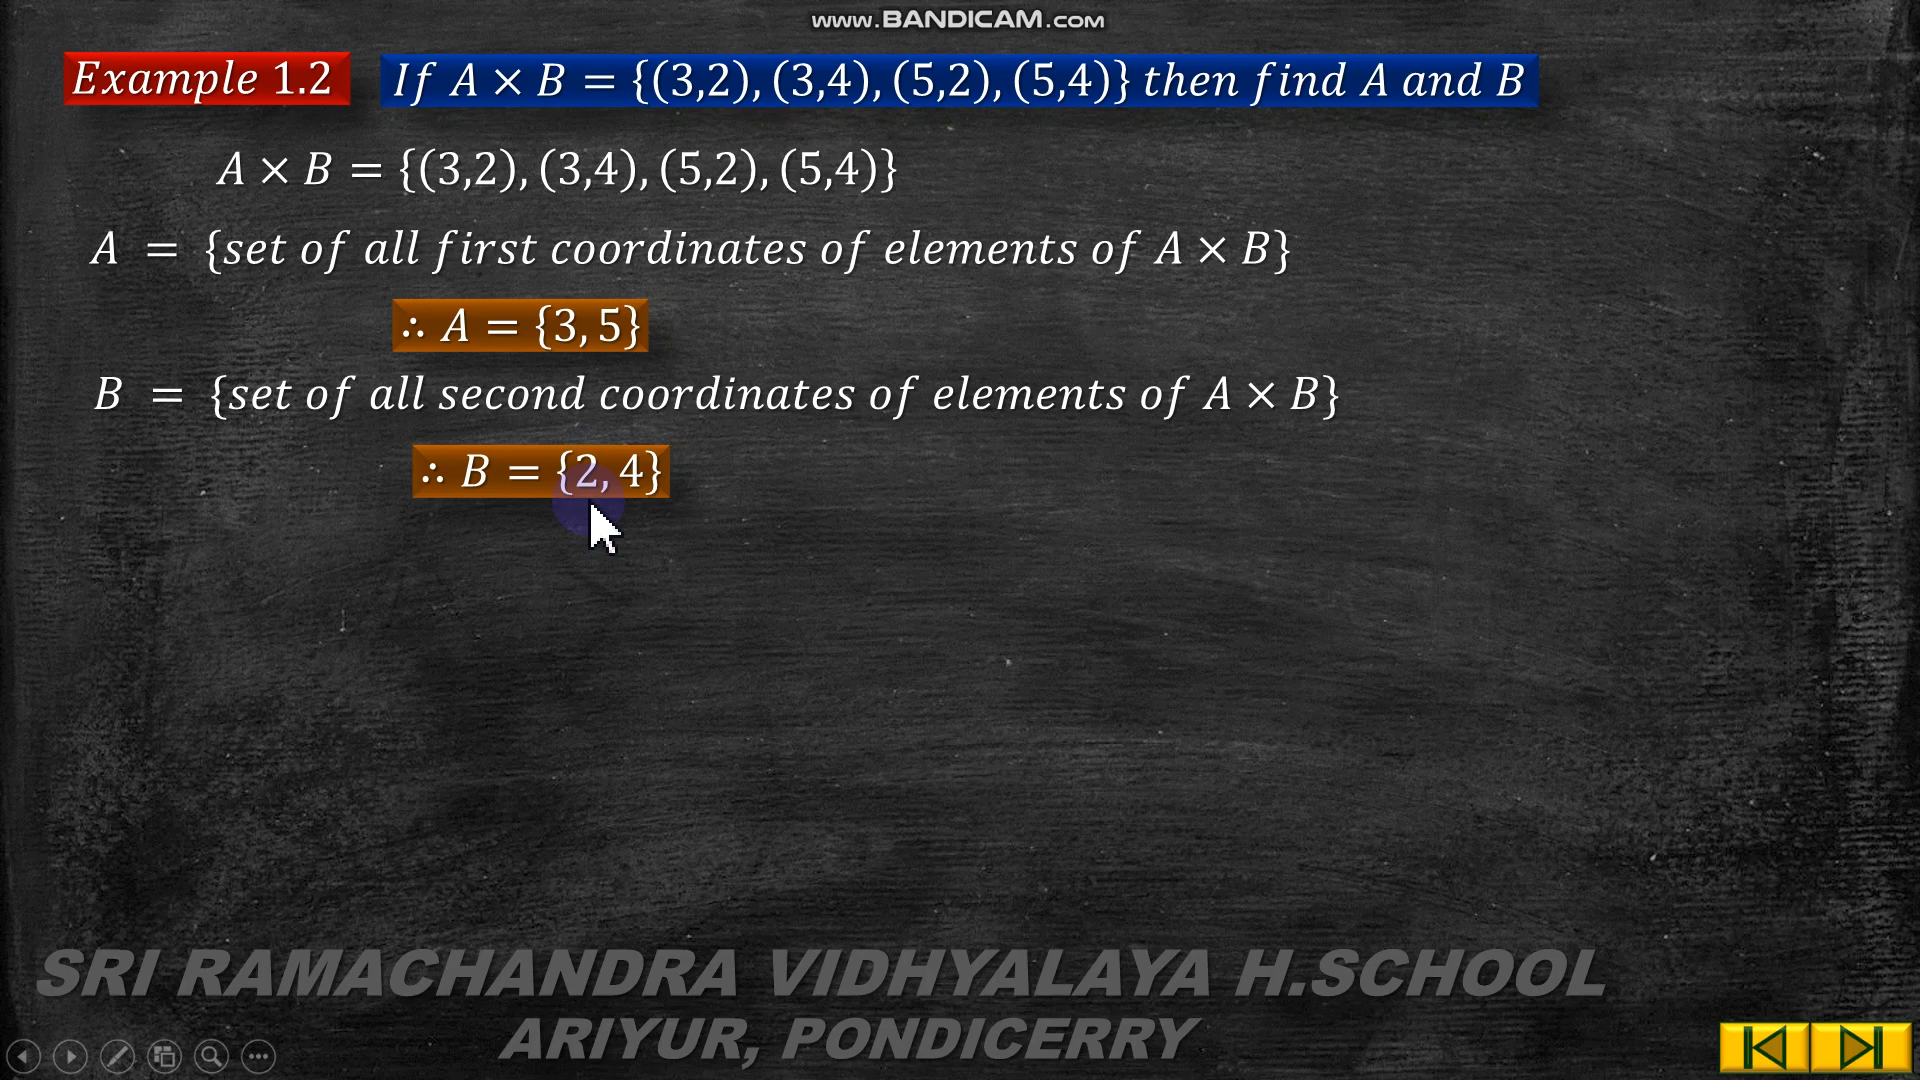 www.BANDICAM.com
Example 1.2 If A × B = {(3,2), (3,4), (5,2), (5,4)} then find A and B
A × B = {(3,2), (3,4), (5,2), (5,4)}
A = {set of all first coordinates of elements of A × B}
∴ A = {3, 5}
B = {set of all second coordinates of elements of A × B}
∴ B = {2, 4}
SRI RAMACHANDRA VIDHYALAYA H.SCHOOL
ARIYUR, PONDICERRY